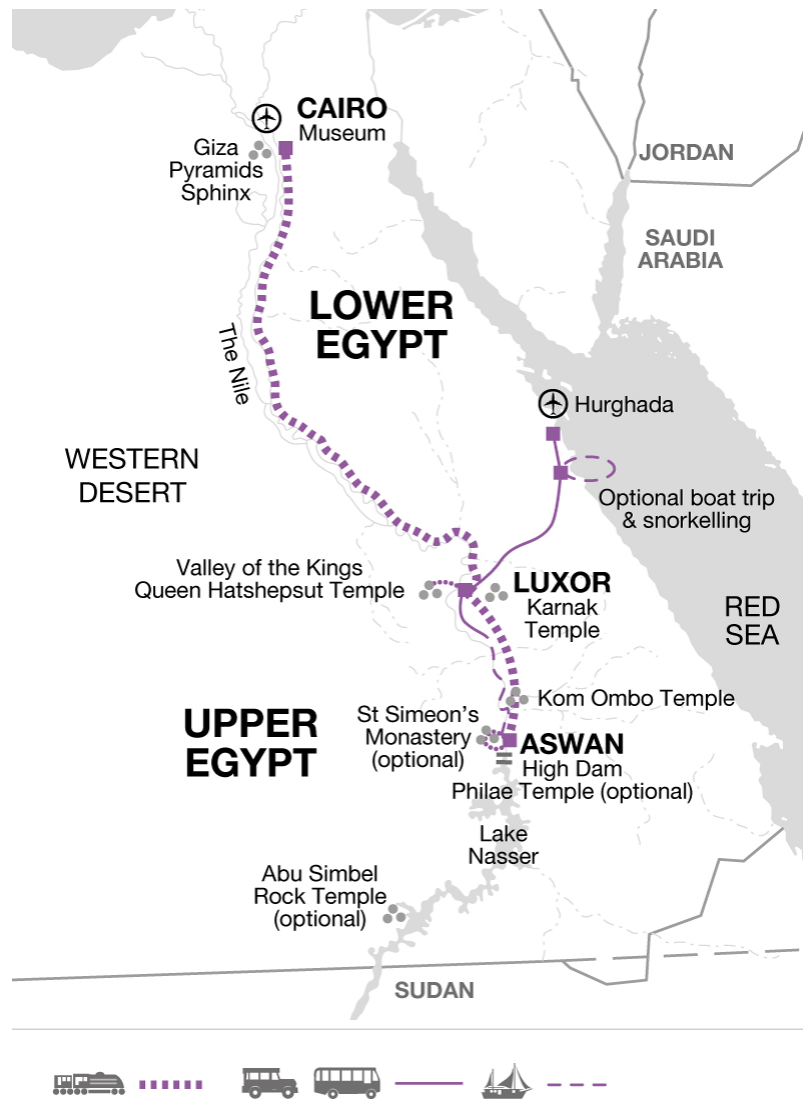 CAIRO
Museum
Giza
Pyramids
Sphinx
JORDAN
SAUDI
ARABIA
LOWER
EGYPT
The Nile
Hurghada
WESTERN
DESERT
Optional boat trip
& snorkelling
Valley of the Kings
Queen Hatshepsut Temple
LUXOR
Karnak
Temple
RED
SEA
Kom Ombo Temple
UPPER
EGYPT
St Simeon's
Monastery
(optional)
ASWAN
High Dam
Philae Temple (optional)
Lake
Nasser
Abu Simbel
Rock Temple
(optional)
SUDAN